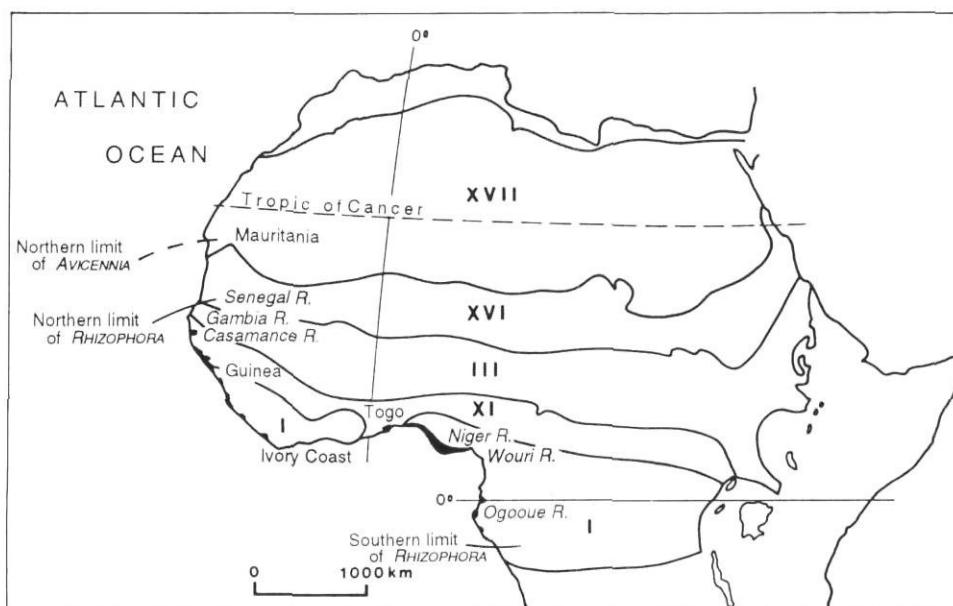 0°
ATLANTIC
OCEAN
XVII
Tropic of Cancer
Mauritania
Northern limit
of AVICENNIA
Senegal R.
XVI
Northern limit
of RHIZOPHORA
Gambia R.
Casamance R.
III
Guinea
XI
Togo
I
Niger R.
Ivory Coast
Wouri R.
0°
Ogooue R.
I
Southern limit
of RHIZOPHORA
0
1000 km